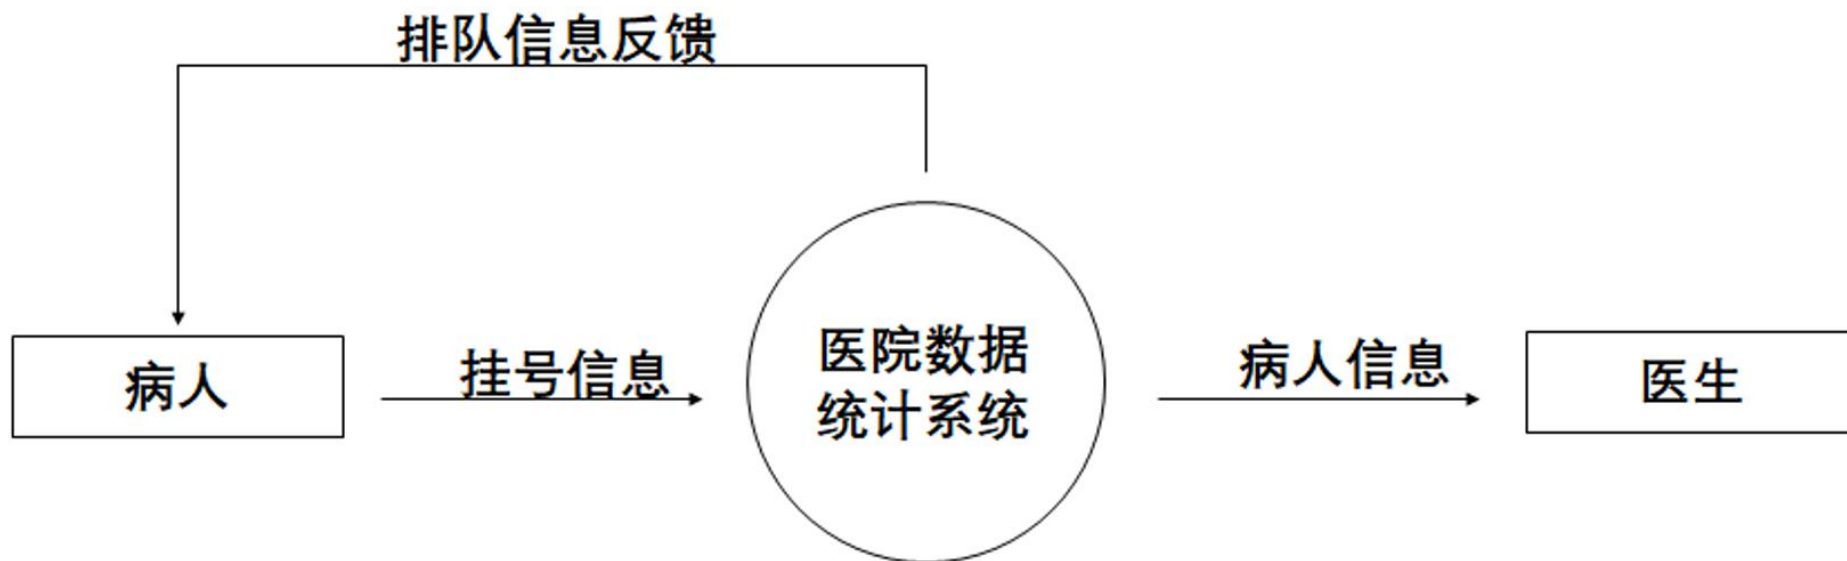 排队信息反馈
病人
挂号信息
医院数据
统计系统
病人信息
医生